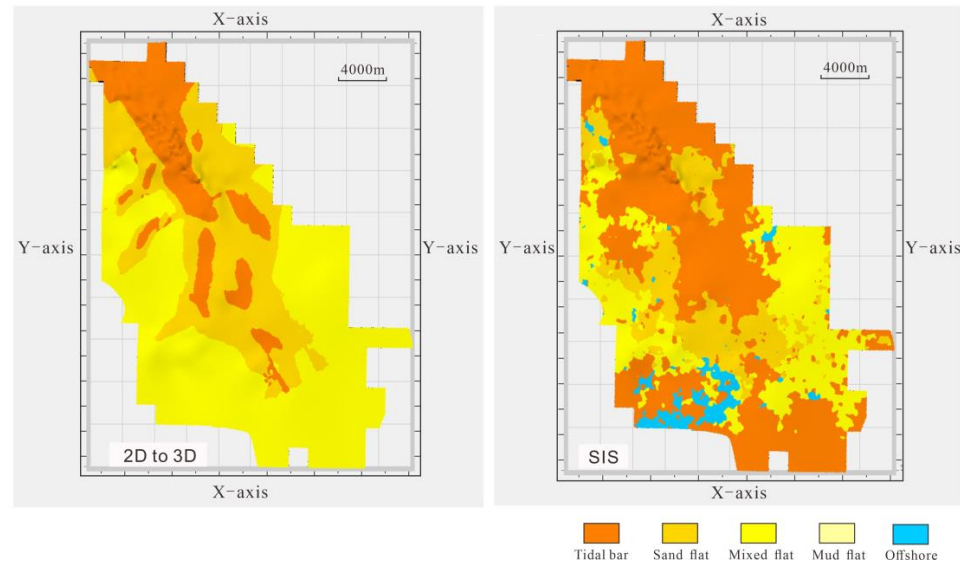 X-axis
X-axis
4000m
4000m
Y-axis
Y-axis
Y-axis
Y-axis
2D to 3D
SIS
X-axis
X-axis
Tidal bar
Sand flat
Mixed flat
Mud flat
Offshore